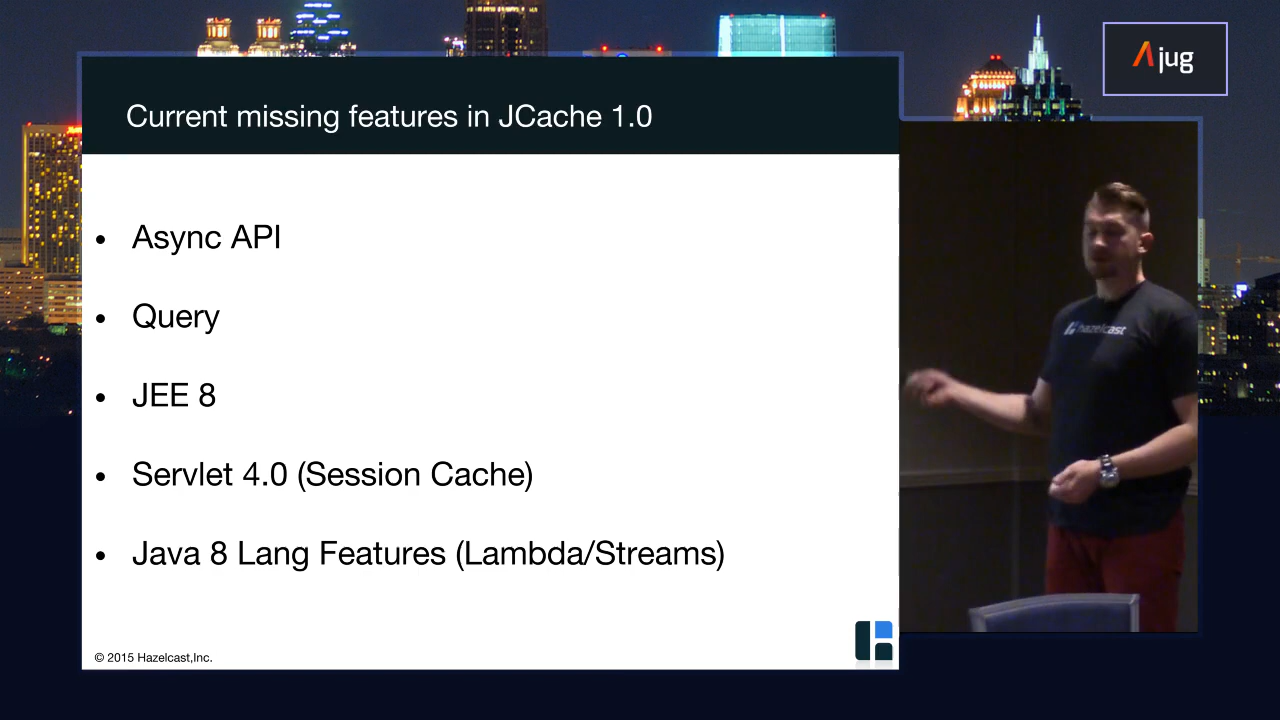 Current missing features in JCache 1.0
Ajug
• Async API
• Query
• JEE 8
• Servlet 4.0 (Session Cache)
• Java 8 Lang Features (Lambda/Streams)
hazelcast
© 2015 Hazelcast,Inc.